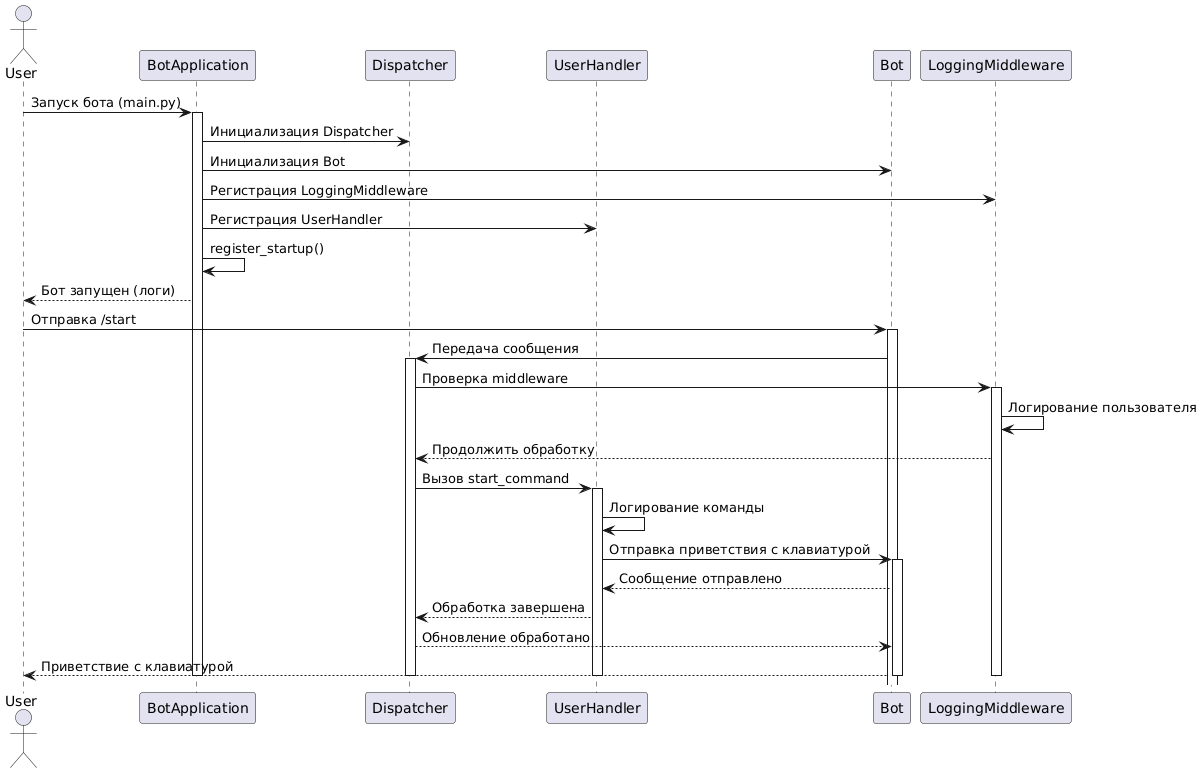 User
BotApplication
Dispatcher
UserHandler
Bot
LoggingMiddleware
Запуск бота (main.py)
Инициализация Dispatcher
Инициализация Bot
Регистрация LoggingMiddleware
Регистрация UserHandler
register_startup()
Бот запущен (логи)
Отправка /start
Передача сообщения
Проверка middleware
Логирование пользователя
Продолжить обработку
Вызов start_command
Логирование команды
Отправка приветствия с клавиатурой
Сообщение отправлено
Обработка завершена
Обновление обработано
Приветствие с клавиатурой
User
BotApplication
Dispatcher
UserHandler
Bot
LoggingMiddleware